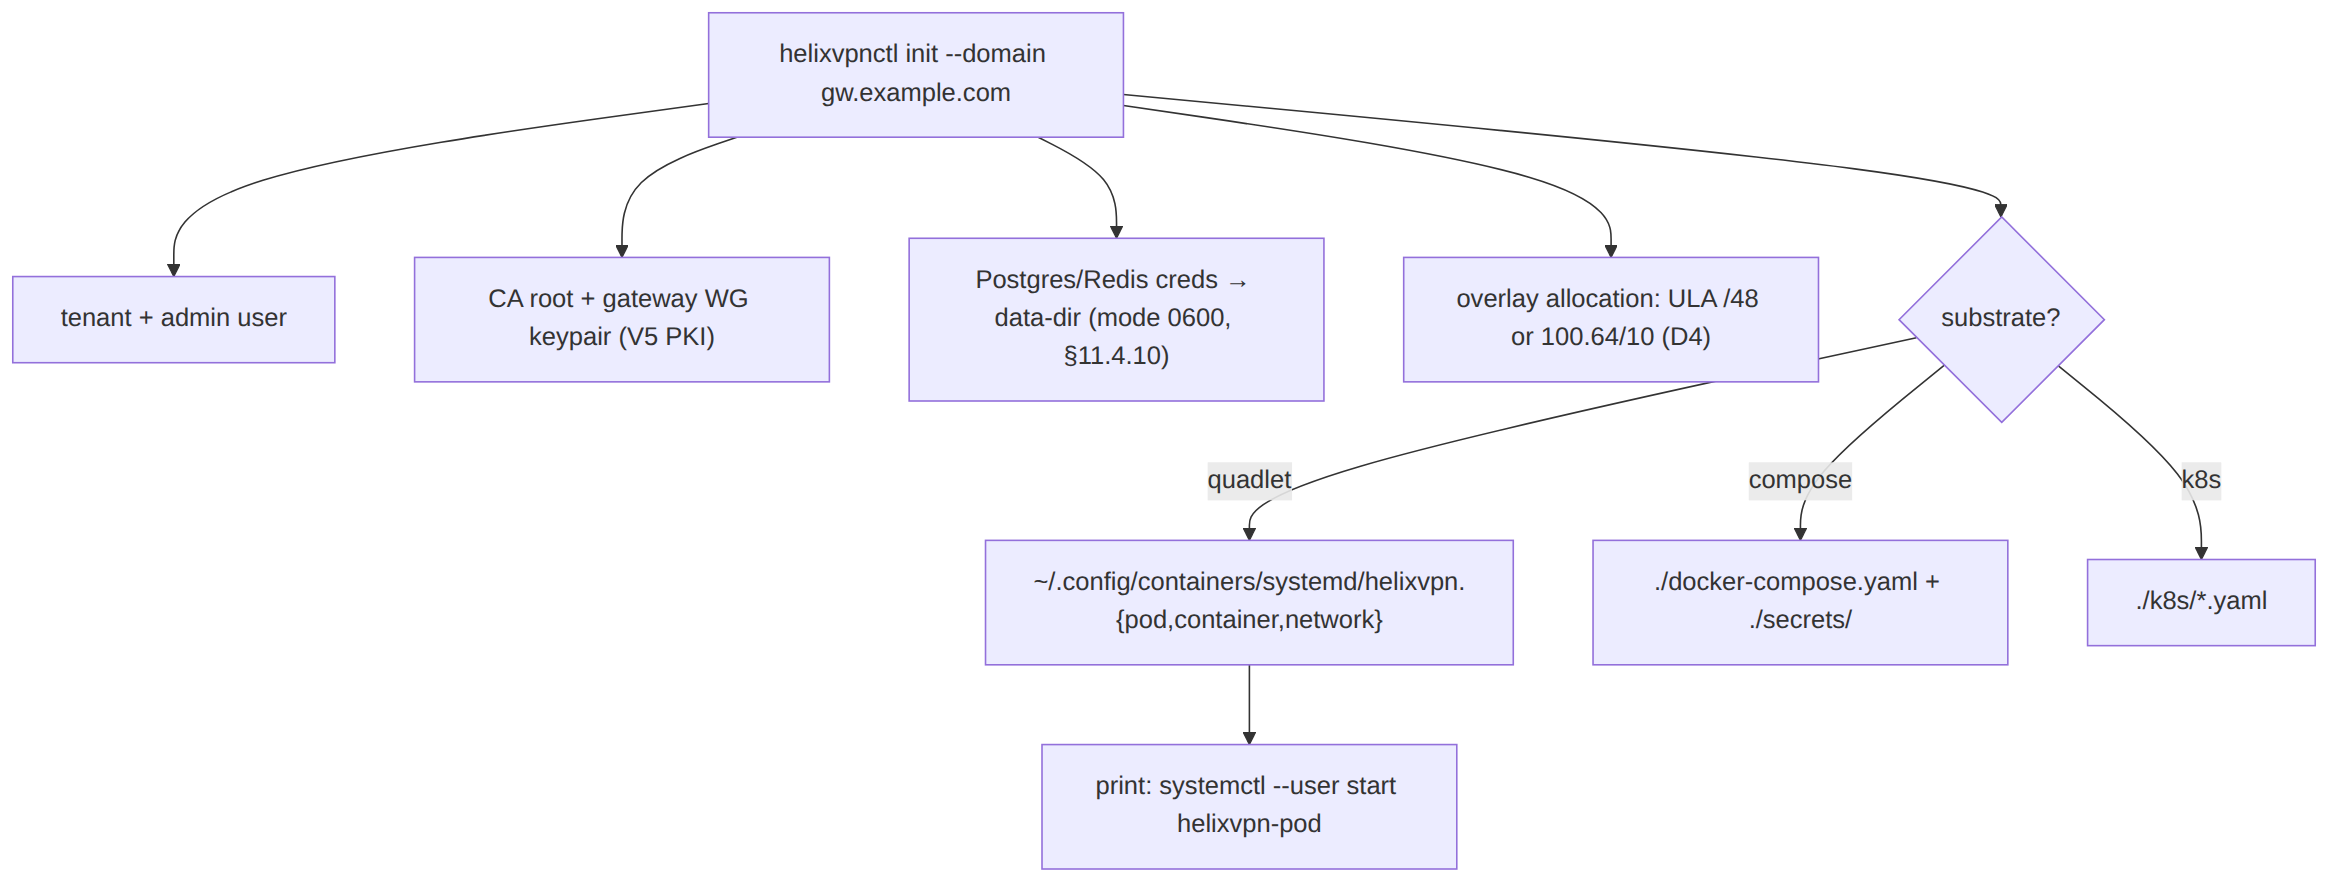 helixvpnctl init --domain
gw.example.com
tenant + admin user
CA root + gateway WG
keypair (V5 PKI)
Postgres/Redis creds →
data-dir (mode 0600,
§11.4.10)
overlay allocation: ULA /48
or 100.64/10 (D4)
substrate?
quadlet
compose
k8s
~/.config/containers/systemd/helixvpn.
{pod,container,network}
./docker-compose.yaml +
./secrets/
./k8s/*.yaml
print: systemctl --user start
helixvpn-pod